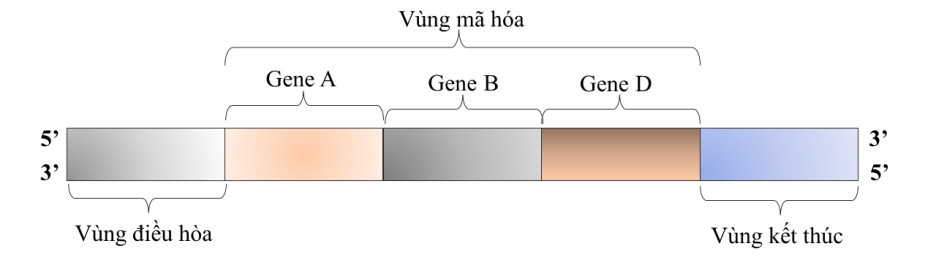 Vùng mã hóa
Gene A
Gene B
Gene D
5’
3’
3’
5’
Vùng điều hòa
Vùng kết thúc